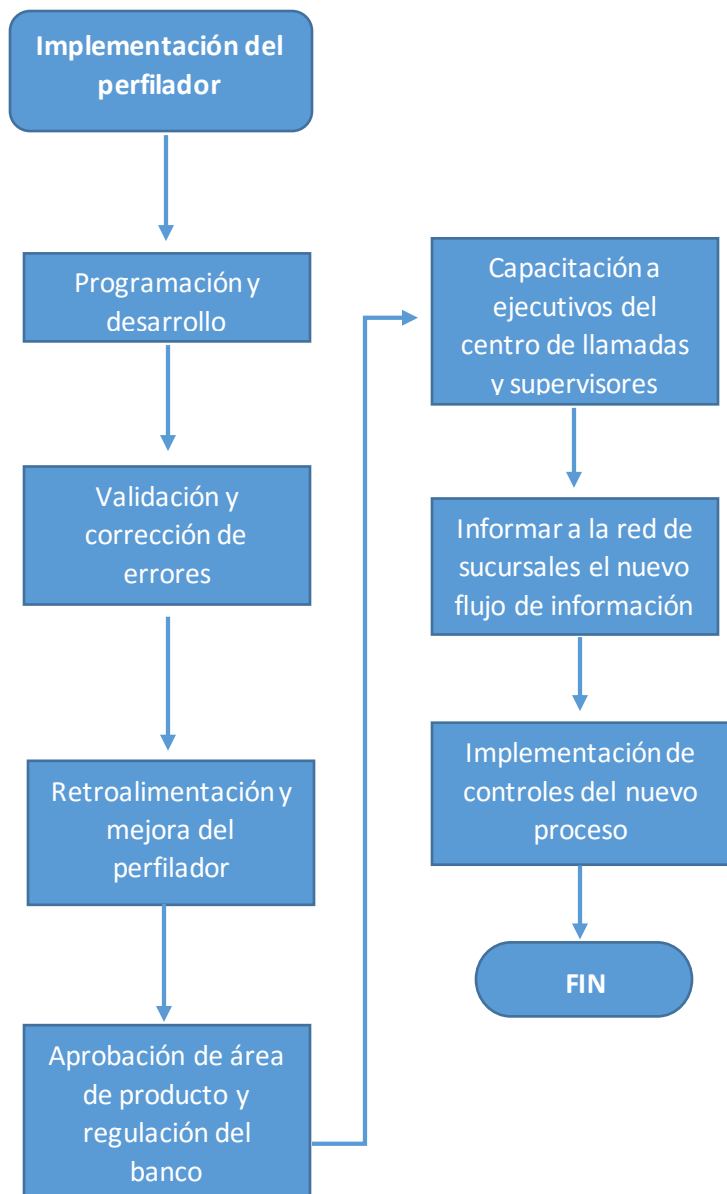 Implementación del
perfilador
Programación y
desarrollo
Validación y
corrección de
errores
Retroalimentación y
mejora del
perfilador
Aprobación de área
de producto y
regulación del
banco
Capacitación a
ejecutivos del
centro de llamadas
y supervisores
Informar a la red de
sucursales el nuevo
flujo de información
Implementación de
controles del nuevo
proceso
FIN